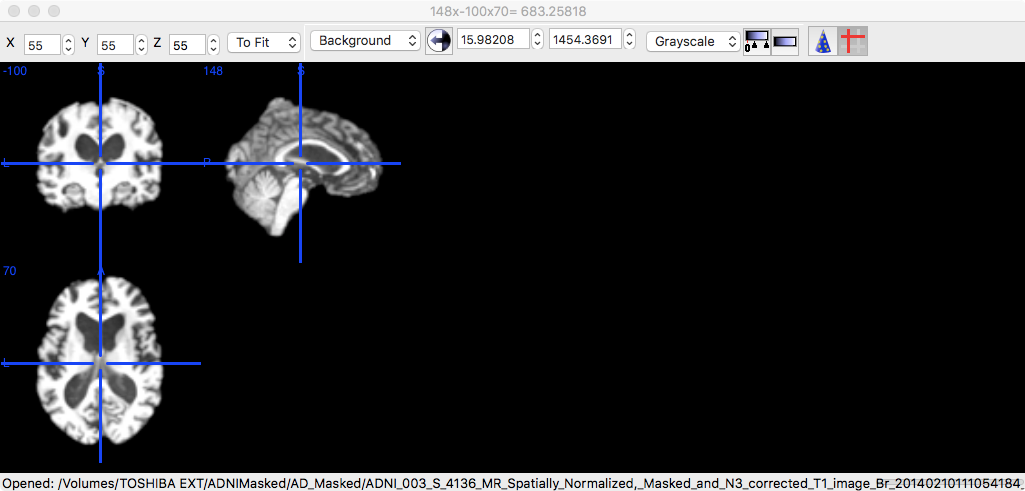 148x-100x70= 683.25818
X 55 Y 55 Z 55 To Fit Background 15.98208 1454.3691 Grayscale 0
-100 S 148 S
L P
70 A
L
Opened: /Volumes/TOSHIBA EXT/ADNIMasked/AD_Masked/ADNI_003_S_4136_MR_Spatially_Normalized,_Masked_and_N3_corrected_T1_image_Br_20140210111054184_